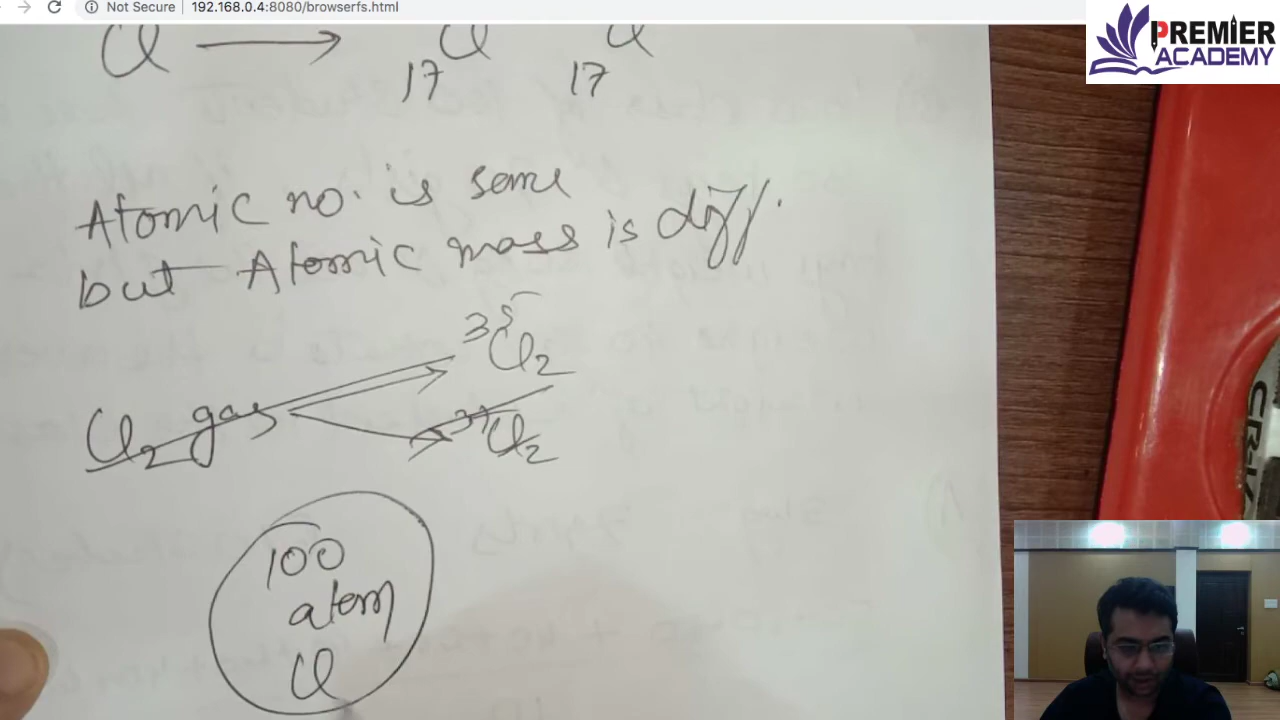 Not Secure | 192.168.0.4:8080/browserfs.html
PREMIER
ACADEMY
Cl → Cl Cl
17 17
Atomic no. is same
but Atomic mass is diff.
35Cl2
Cl2 gas
37Cl2
100
atom
Cl
CR-V